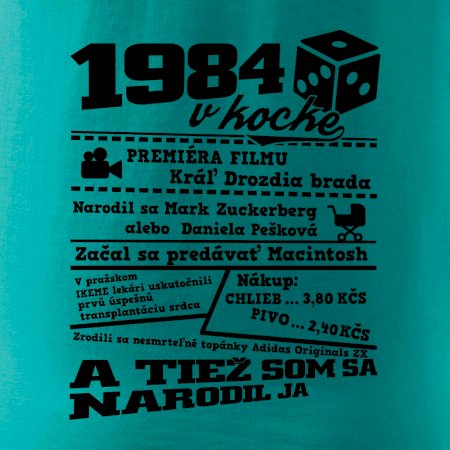 1984
v kocke
PREMIÉRA FILMU
Kráľ Drozdia brada
Narodil sa Mark Zuckerberg
alebo Daniela Pešková
Začal sa predávať Macintosh
V pražskom
IKEME lekári uskutočnili
prvú úspešnú
transplantáciu srdca
Nákup:
CHLIEB ... 3,80 KČS
PIVO ... 2,40 KČS
Zrodili sa nesmrteľné topánky Adidas Originals ZX
A TIEŽ SOM SA
NARODIL JA